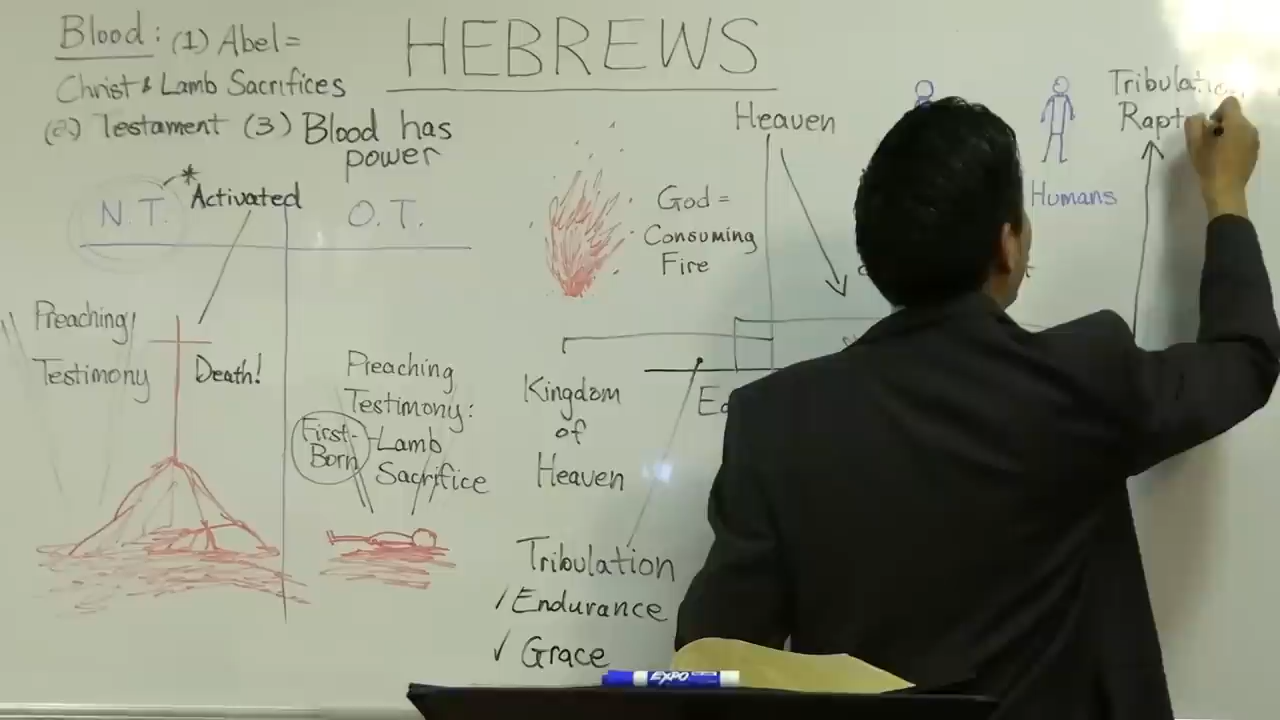 HEBREWS
Blood: (1) Abel =
Christ & Lamb Sacrifices
(2) Testament (3) Blood has
power
N.T. * Activated O.T.
Preaching
Testimony
Death!
Preaching
Testimony:
First-
Born
Lamb
Sacrifice
God =
Consuming
Fire
Heaven
Humans
Kingdom
of
Heaven
Tribulation
/ Endurance
✓ Grace
Tribulation
EXPO